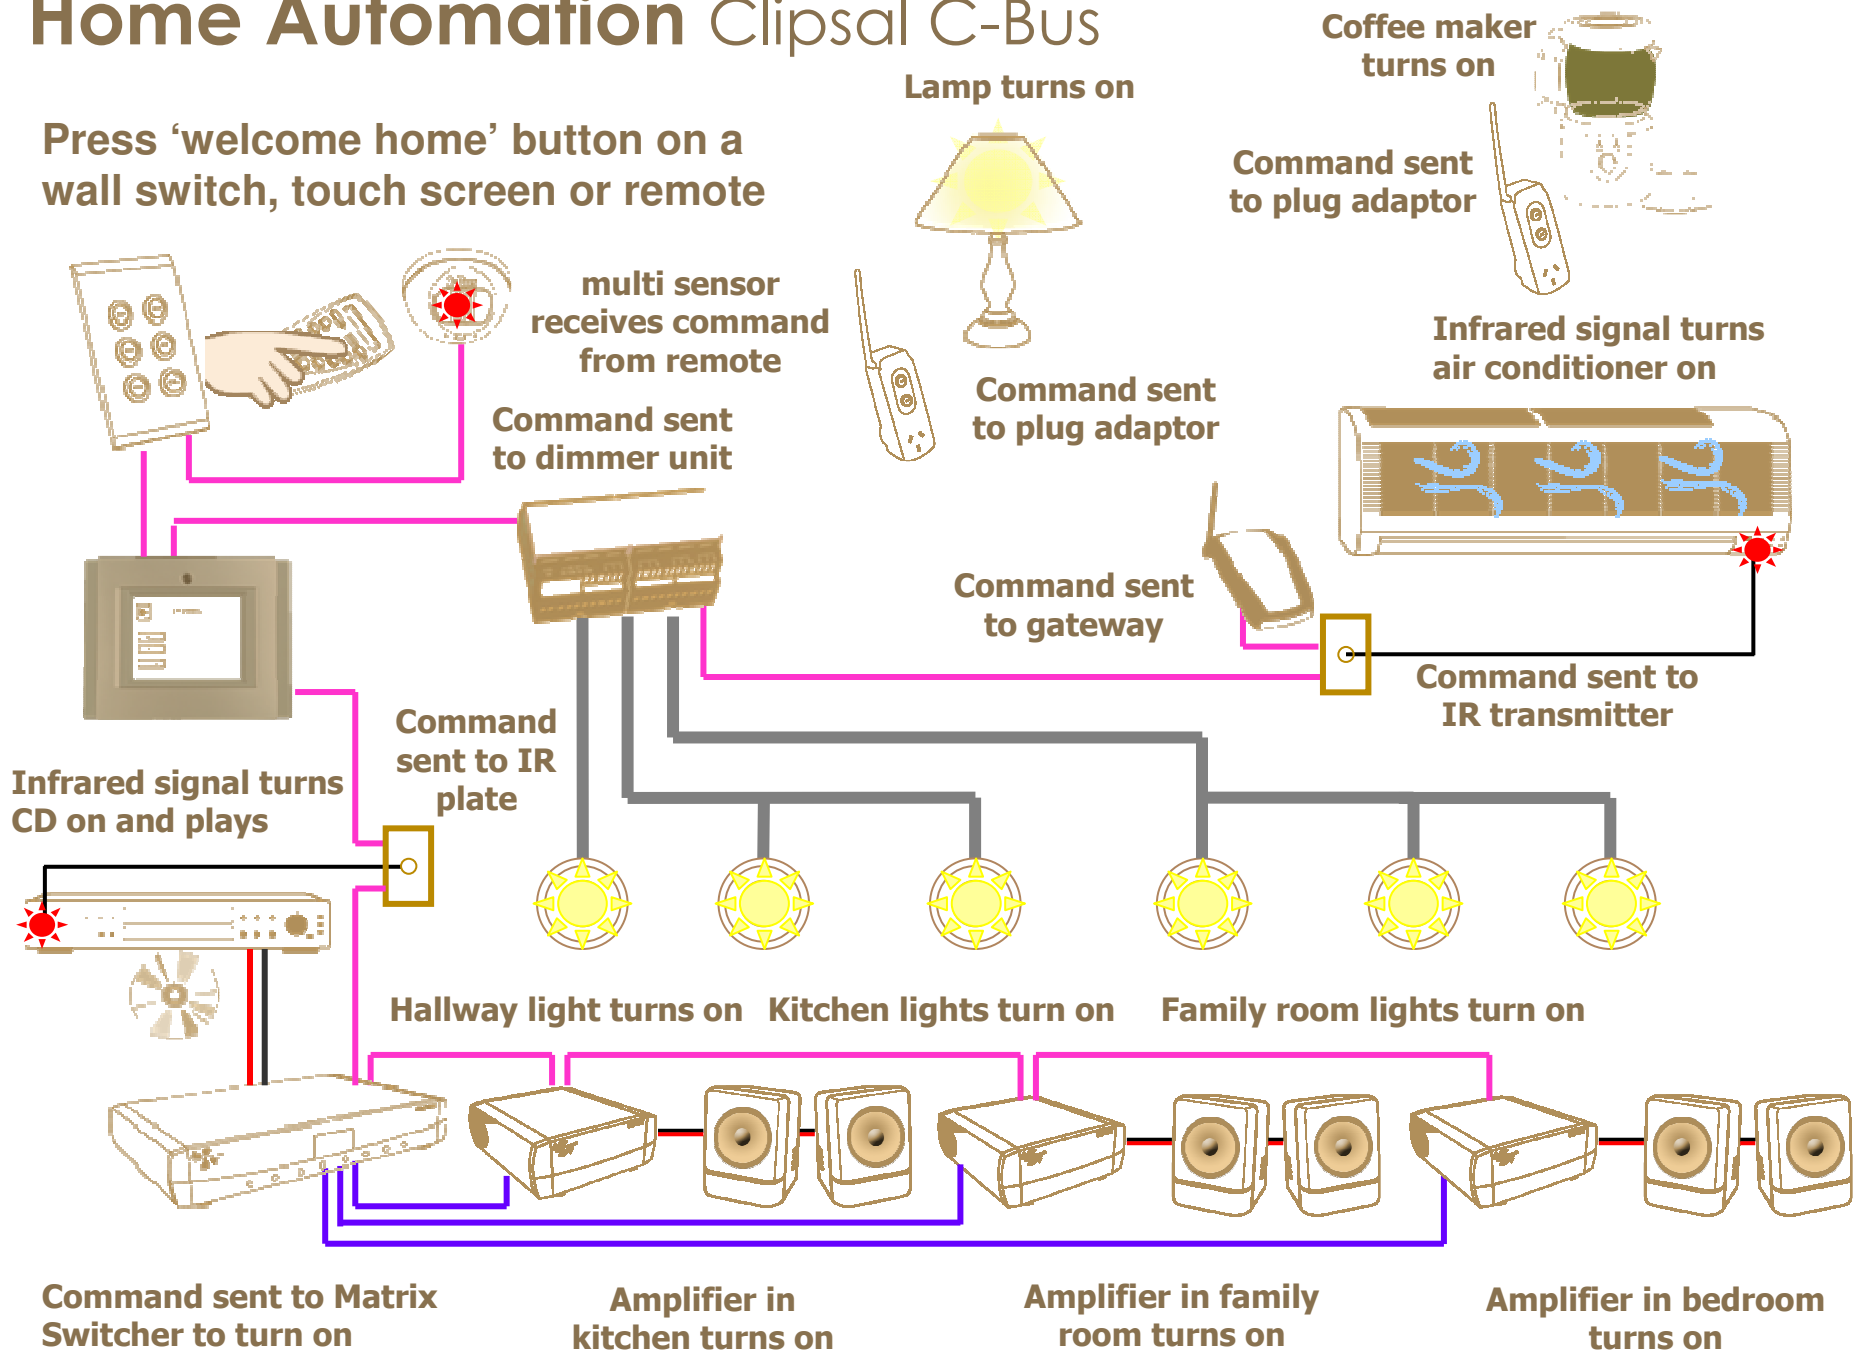 Home Automation Clipsal C-Bus
Coffee maker
turns on
Lamp turns on
Press ‘welcome home’ button on a
wall switch, touch screen or remote
Command sent
to plug adaptor
multi sensor
receives command
from remote
Infrared signal turns
air conditioner on
Command sent
to plug adaptor
Command sent
to dimmer unit
Command sent
to gateway
Command sent to
IR transmitter
Command
sent to IR
plate
Infrared signal turns
CD on and plays
Hallway light turns on
Kitchen lights turn on
Family room lights turn on
Command sent to Matrix
Switcher to turn on
Amplifier in
kitchen turns on
Amplifier in family
room turns on
Amplifier in bedroom
turns on